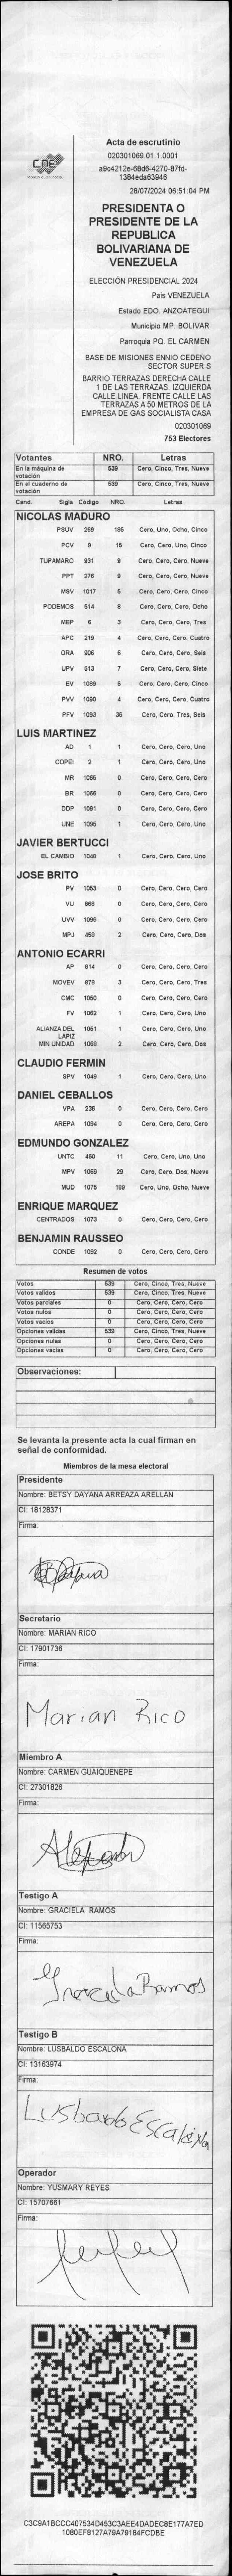 CNE
Acta de escrutinio
020301069.01.1.0001
a9c4212e-68d6-4270-87fd-
1384eda63946
28/07/2024 06:51:04 PM
PRESIDENTA O
PRESIDENTE DE LA
REPUBLICA
BOLIVARIANA DE
VENEZUELA
ELECCIÓN PRESIDENCIAL 2024
Pais VENEZUELA
Estado EDO. ANZOATEGUI
Municipio MP. BOLIVAR
Parroquia PQ. EL CARMEN
BASE DE MISIONES ENNIO CEDEÑO
SECTOR SUPER S
BARRIO TERRAZAS DERECHA CALLE
1 DE LAS TERRAZAS. IZQUIERDA
CALLE LINEA. FRENTE CALLE LAS
TERRAZAS A 50 METROS DE LA
EMPRESA DE GAS SOCIALISTA CASA
020301069
753 Electores
Votantes NRO. Letras
En la máquina de votación 539 Cero, Cinco, Tres, Nueve
En el cuaderno de votación 539 Cero, Cinco, Tres, Nueve
Cand. Sigla Código NRO. Letras
NICOLAS MADURO
PSUV 269 185 Cero, Uno, Ocho, Cinco
PCV 9 15 Cero, Cero, Uno, Cinco
TUPAMARO 931 9 Cero, Cero, Cero, Nueve
PPT 276 9 Cero, Cero, Cero, Nueve
MSV 1017 5 Cero, Cero, Cero, Cinco
PODEMOS 514 8 Cero, Cero, Cero, Ocho
MEP 6 3 Cero, Cero, Cero, Tres
APC 219 4 Cero, Cero, Cero, Cuatro
ORA 906 6 Cero, Cero, Cero, Seis
UPV 513 7 Cero, Cero, Cero, Siete
EV 1089 5 Cero, Cero, Cero, Cinco
PVV 1090 4 Cero, Cero, Cero, Cuatro
PFV 1093 36 Cero, Cero, Tres, Seis
LUIS MARTINEZ
AD 1 1 Cero, Cero, Cero, Uno
COPEI 2 1 Cero, Cero, Cero, Uno
MR 1055 0 Cero, Cero, Cero, Cero
BR 1086 0 Cero, Cero, Cero, Cero
DDP 1091 0 Cero, Cero, Cero, Cero
UNE 1095 1 Cero, Cero, Cero, Uno
JAVIER BERTUCCI
EL CAMBIO 1048 1 Cero, Cero, Cero, Uno
JOSE BRITO
PV 1053 0 Cero, Cero, Cero, Cero
VU 868 0 Cero, Cero, Cero, Cero
UVV 1096 0 Cero, Cero, Cero, Cero
MPJ 459 2 Cero, Cero, Cero, Dos
ANTONIO ECARRI
AP 914 0 Cero, Cero, Cero, Cero
MOVEV 878 3 Cero, Cero, Cero, Tres
CMC 1050 0 Cero, Cero, Cero, Cero
FV 1062 1 Cero, Cero, Cero, Uno
ALIANZA DEL LAPIZ 1051 1 Cero, Cero, Cero, Uno
MIN UNIDAD 1068 2 Cero, Cero, Cero, Dos
CLAUDIO FERMIN
SPV 1049 1 Cero, Cero, Cero, Uno
DANIEL CEBALLOS
VPA 236 0 Cero, Cero, Cero, Cero
AREPA 1094 0 Cero, Cero, Cero, Cero
EDMUNDO GONZALEZ
UNTC 460 11 Cero, Cero, Uno, Uno
MPV 1069 29 Cero, Cero, Dos, Nueve
MUD 1075 189 Cero, Uno, Ocho, Nueve
ENRIQUE MARQUEZ
CENTRADOS 1073 0 Cero, Cero, Cero, Cero
BENJAMIN RAUSSEO
CONDE 1092 0 Cero, Cero, Cero, Cero
Resumen de votos
Votos 539 Cero, Cinco, Tres, Nueve
Votos validos 539 Cero, Cinco, Tres, Nueve
Votos parciales 0 Cero, Cero, Cero, Cero
Votos nulos 0 Cero, Cero, Cero, Cero
Votos vacios 0 Cero, Cero, Cero, Cero
Opciones validas 539 Cero, Cinco, Tres, Nueve
Opciones nulas 0 Cero, Cero, Cero, Cero
Opciones vacias 0 Cero, Cero, Cero, Cero
Observaciones:
Se levanta la presente acta la cual firman en
señal de conformidad.
Miembros de la mesa electoral
Presidente
Nombre: BETSY DAYANA ARREAZA ARELLAN
CI: 18128371
Firma:
Secretario
Nombre: MARIAN RICO
CI: 17901736
Firma:
Marian Rico
Miembro A
Nombre: CARMEN GUAIQUENEPE
CI: 27301826
Firma:
Testigo A
Nombre: GRACIELA RAMOS
CI: 11565753
Firma:
Graciela Ramos
Testigo B
Nombre: LUSBALDO ESCALONA
CI: 13163974
Firma:
Lusbaldo Escalona
Operador
Nombre: YUSMARY REYES
CI: 15707661
Firma:
C3C9A1BCCC407534D453C3AEE4DADEC8E177A7ED
1080EF8127A79A79184FCDBE